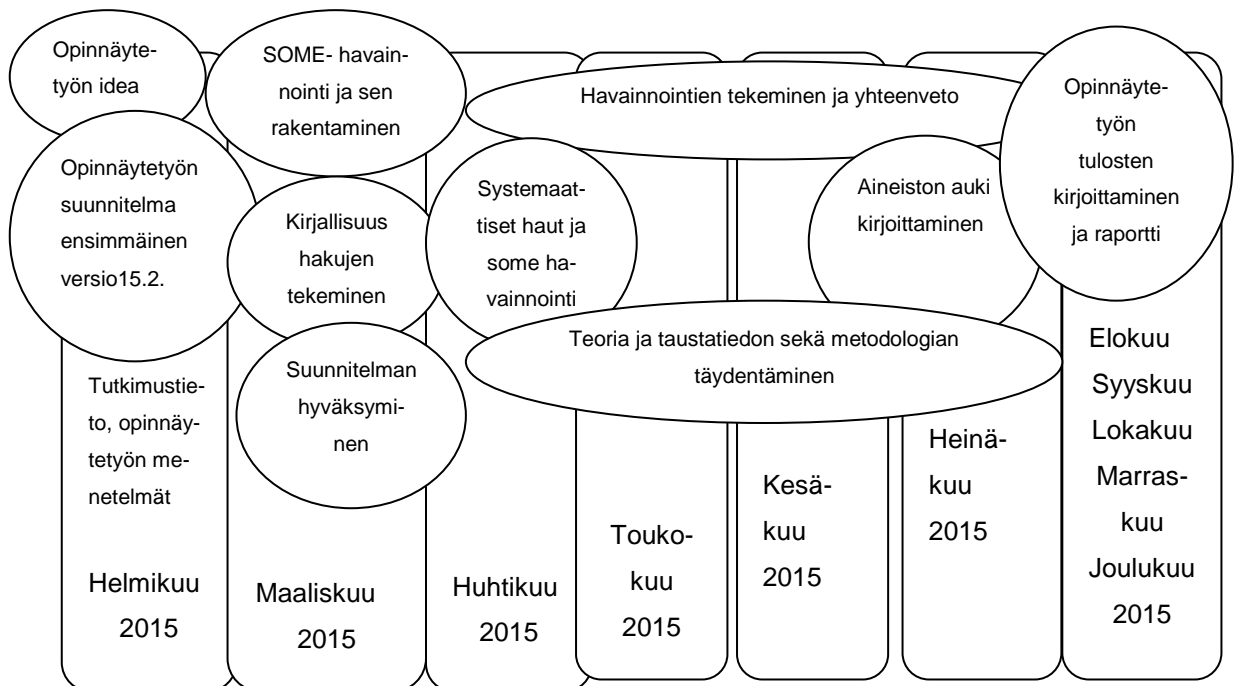 Opinnäyte-
työn idea
SOME- havain-
nointi ja sen
rakentaminen
Havainnointien tekeminen ja yhteenveto
Opinnäyte-
työn
tulosten
kirjoittaminen
ja raportti
Opinnäytetyön
suunnitelma
ensimmäinen
versio15.2.
Kirjallisuus
hakujen
tekeminen
Systemaat-
tiset haut ja
some ha-
vainnointi
Aineiston auki
kirjoittaminen
Teoria ja taustatiedon sekä metodologian
täydentäminen
Suunnitelman
hyväksymi-
nen
Tutkimustie-
to, opinnäy-
tetyön me-
netelmät
Helmikuu
2015
Maaliskuu
2015
Huhtikuu
2015
Touko-
kuu
2015
Kesä-
kuu
2015
Heinä-
kuu
2015
Elokuu
Syyskuu
Lokakuu
Marras-
kuu
Joulukuu
2015